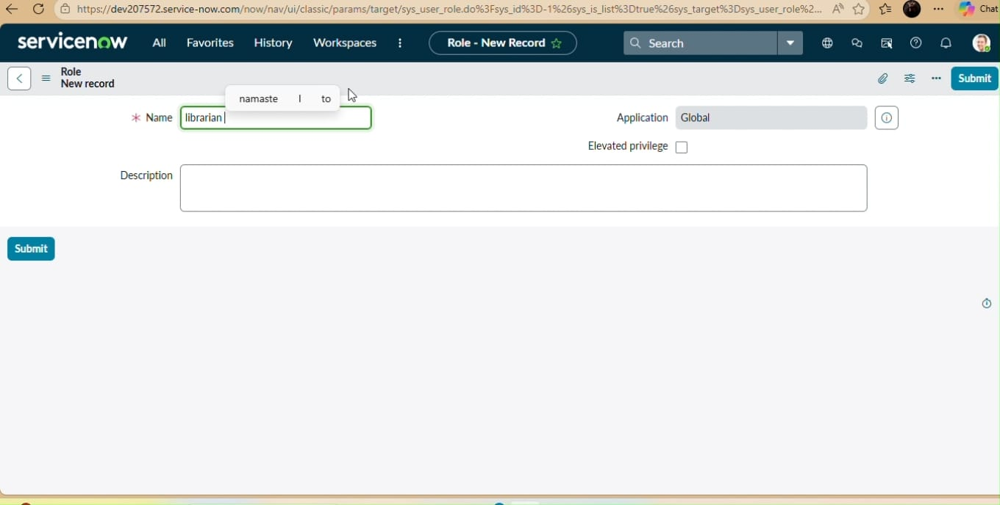 https://dev207572.service-now.com/now/nav/ui/classic/params/target/sys_user_role.do%3Fsys_id%3D-1%26sys_is_list%3Dtrue%26sys_target%3Dsys_user_role%2... Chat
servicenow All Favorites History Workspaces Role - New Record Search
Role
New record
Submit
namaste I to
* Name librarian
Application Global
Elevated privilege
Description
Submit